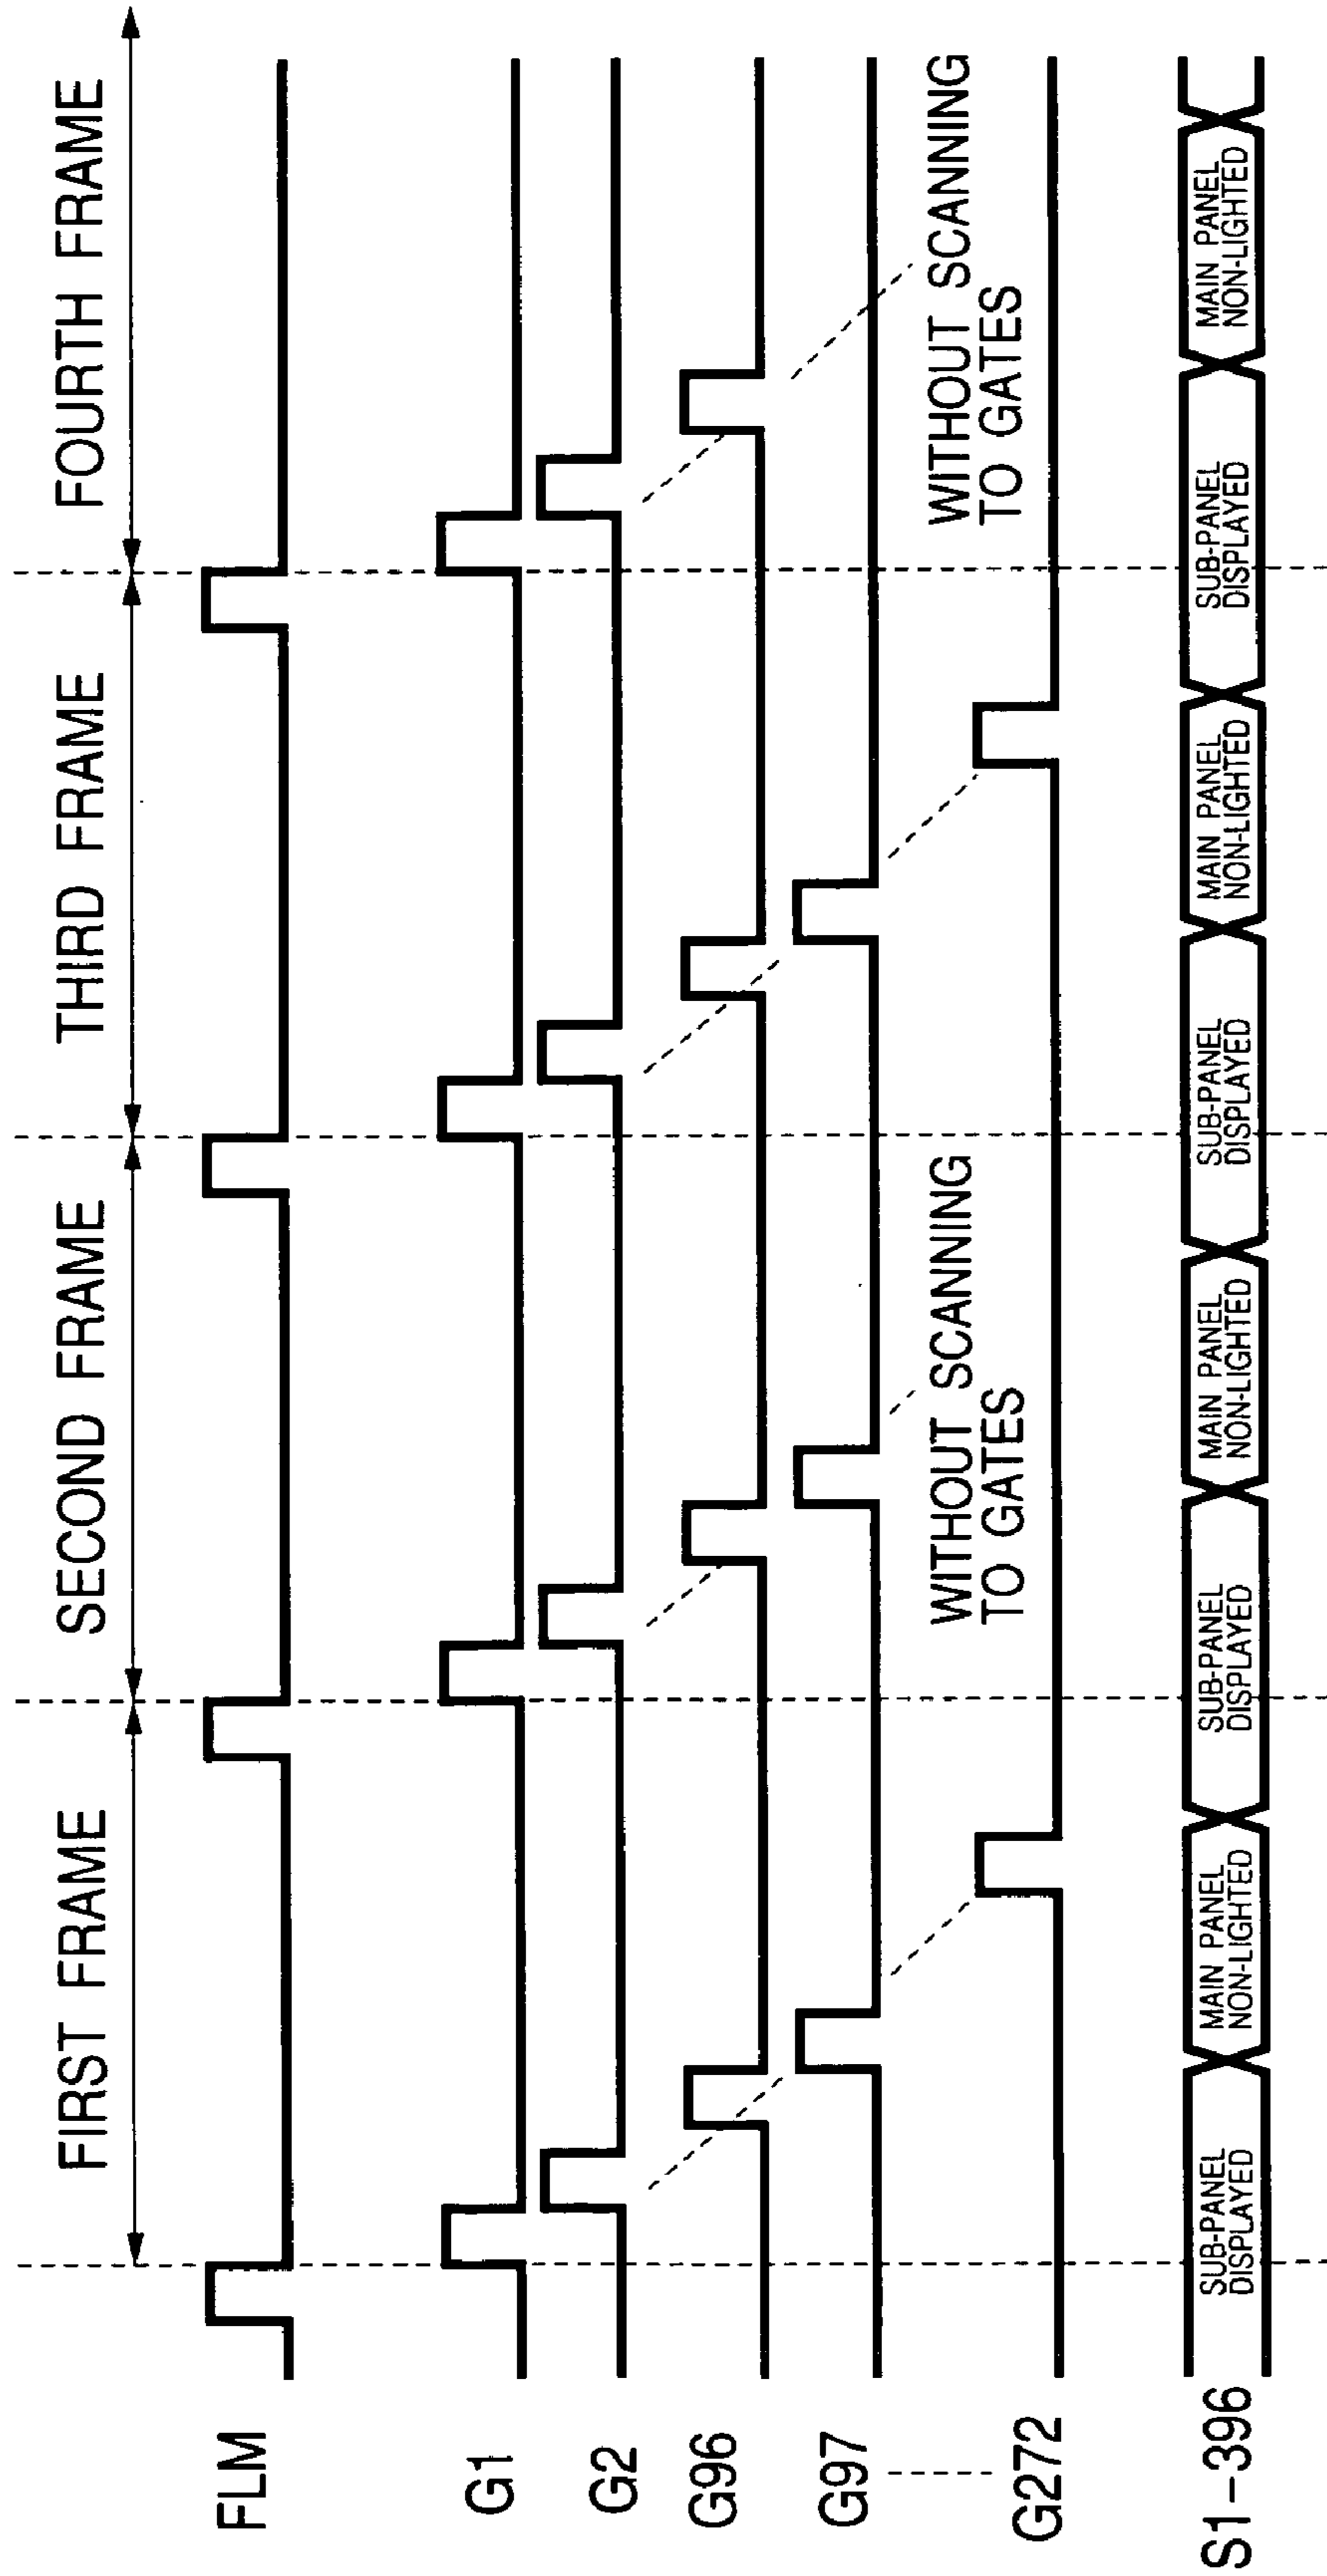 FIRST FRAME
SECOND FRAME
THIRD FRAME
FOURTH FRAME
FLM
G1
G2
G96
G97
WITHOUT SCANNING
TO GATES
WITHOUT SCANNING
TO GATES
G272
S1-396
SUB-PANEL
DISPLAYED
MAIN PANEL
NON-LIGHTED
SUB-PANEL
DISPLAYED
MAIN PANEL
NON-LIGHTED
SUB-PANEL
DISPLAYED
MAIN PANEL
NON-LIGHTED
SUB-PANEL
DISPLAYED
MAIN PANEL
NON-LIGHTED